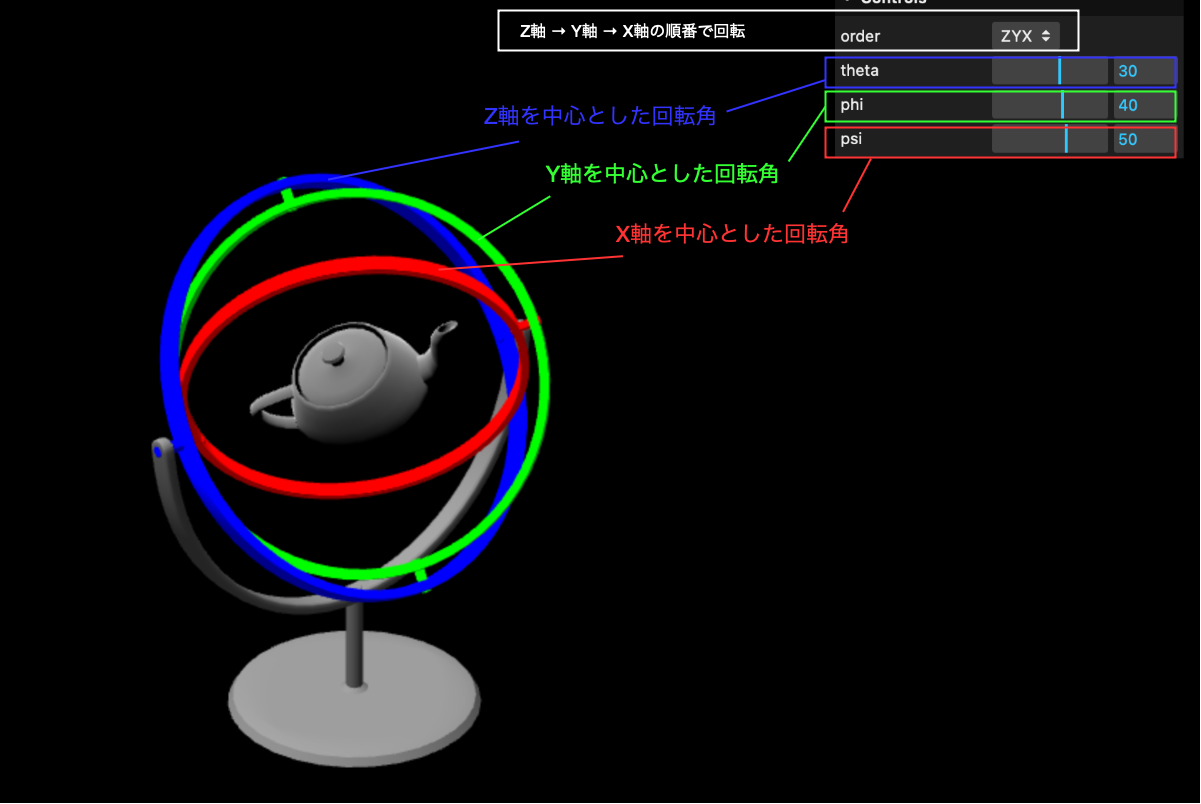 Controls
Z軸 → Y軸 → X軸の順番で回転
order ZYX
theta 30
phi 40
psi 50
Z軸を中心とした回転角
Y軸を中心とした回転角
X軸を中心とした回転角